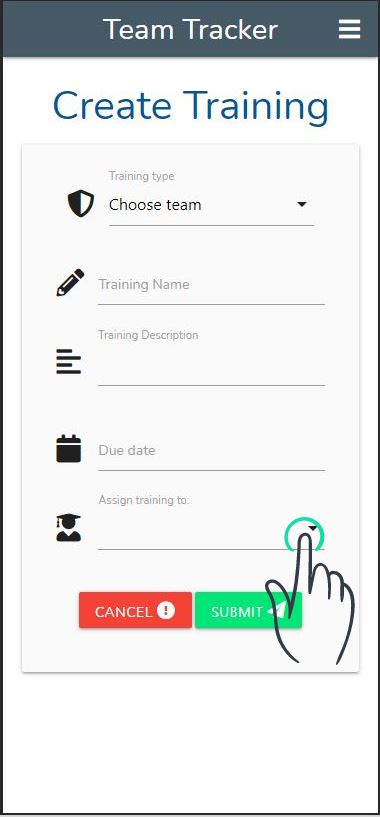 Team Tracker
Create Training
Training type
Choose team
Training Name
Training Description
Due date
Assign training to:
CANCEL
SUBMIT